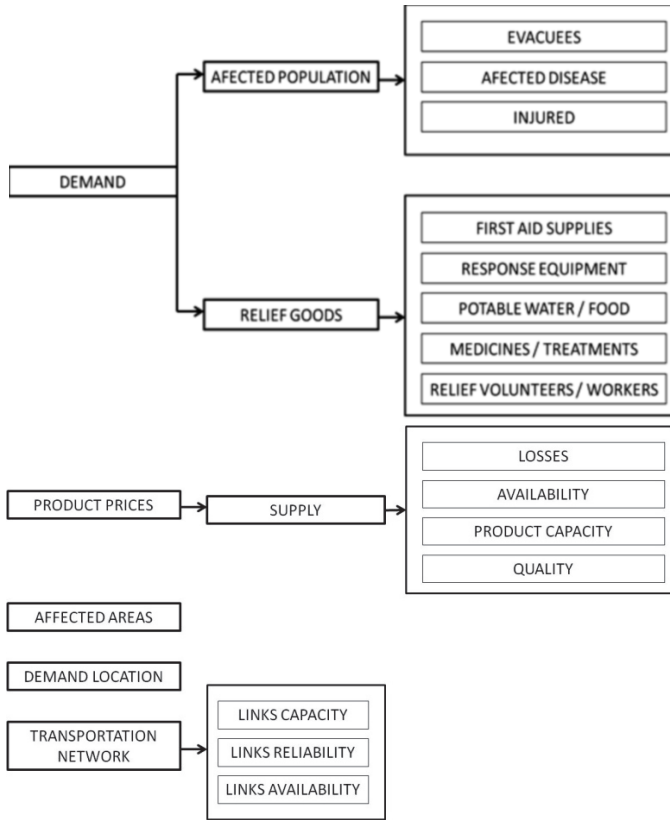 EVACUEES
AFECTED POPULATION
AFECTED DISEASE
INJURED
DEMAND
FIRST AID SUPPLIES
RESPONSE EQUIPMENT
RELIEF GOODS
POTABLE WATER / FOOD
MEDICINES / TREATMENTS
RELIEF VOLUNTEERS / WORKERS
LOSSES
PRODUCT PRICES
SUPPLY
AVAILABILITY
PRODUCT CAPACITY
QUALITY
AFFECTED AREAS
DEMAND LOCATION
TRANSPORTATION
NETWORK
LINKS CAPACITY
LINKS RELIABILITY
LINKS AVAILABILITY